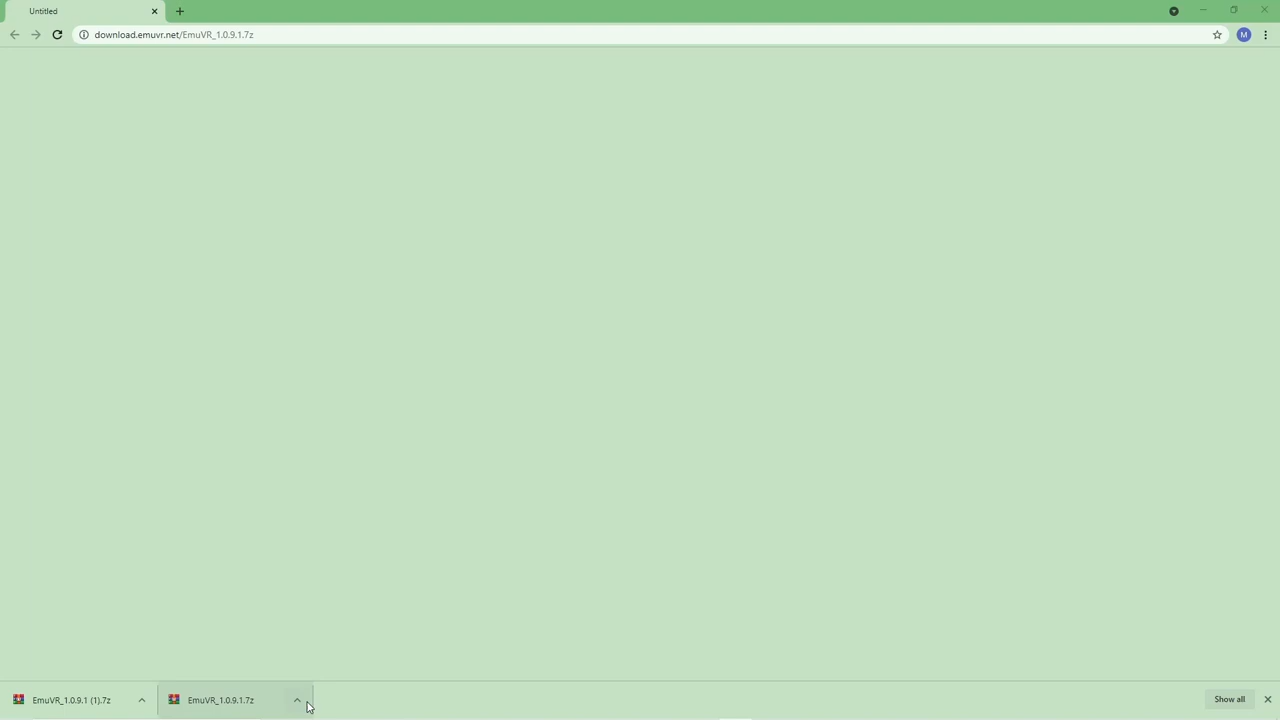 Untitled
download.emuvr.net/EmuVR_1.0.9.1.7z
M
EmuVR_1.0.9.1 (1).7z
EmuVR_1.0.9.1.7z
Show all